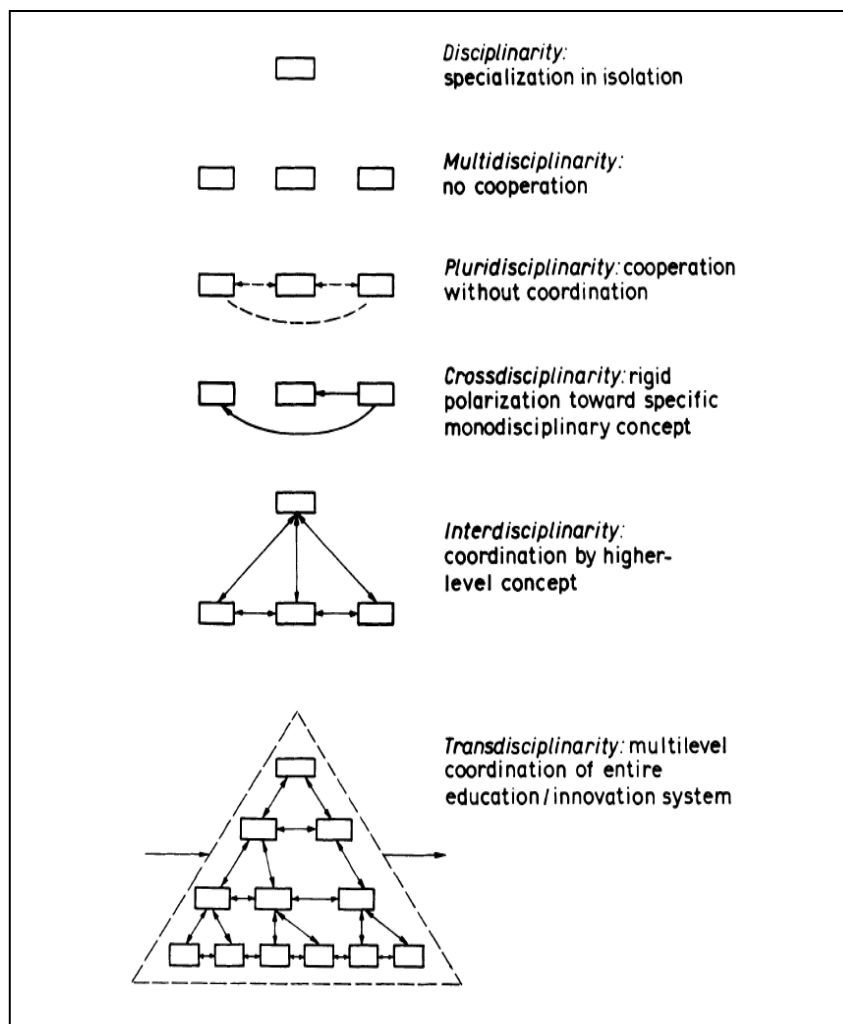 Disciplinarity:
specialization in isolation
Multidisciplinarity:
no cooperation
Pluridisciplinarity: cooperation
without coordination
Crossdisciplinarity: rigid
polarization toward specific
monodisciplinary concept
Interdisciplinarity:
coordination by higher-
level concept
Transdisciplinarity: multilevel
coordination of entire
education/innovation system